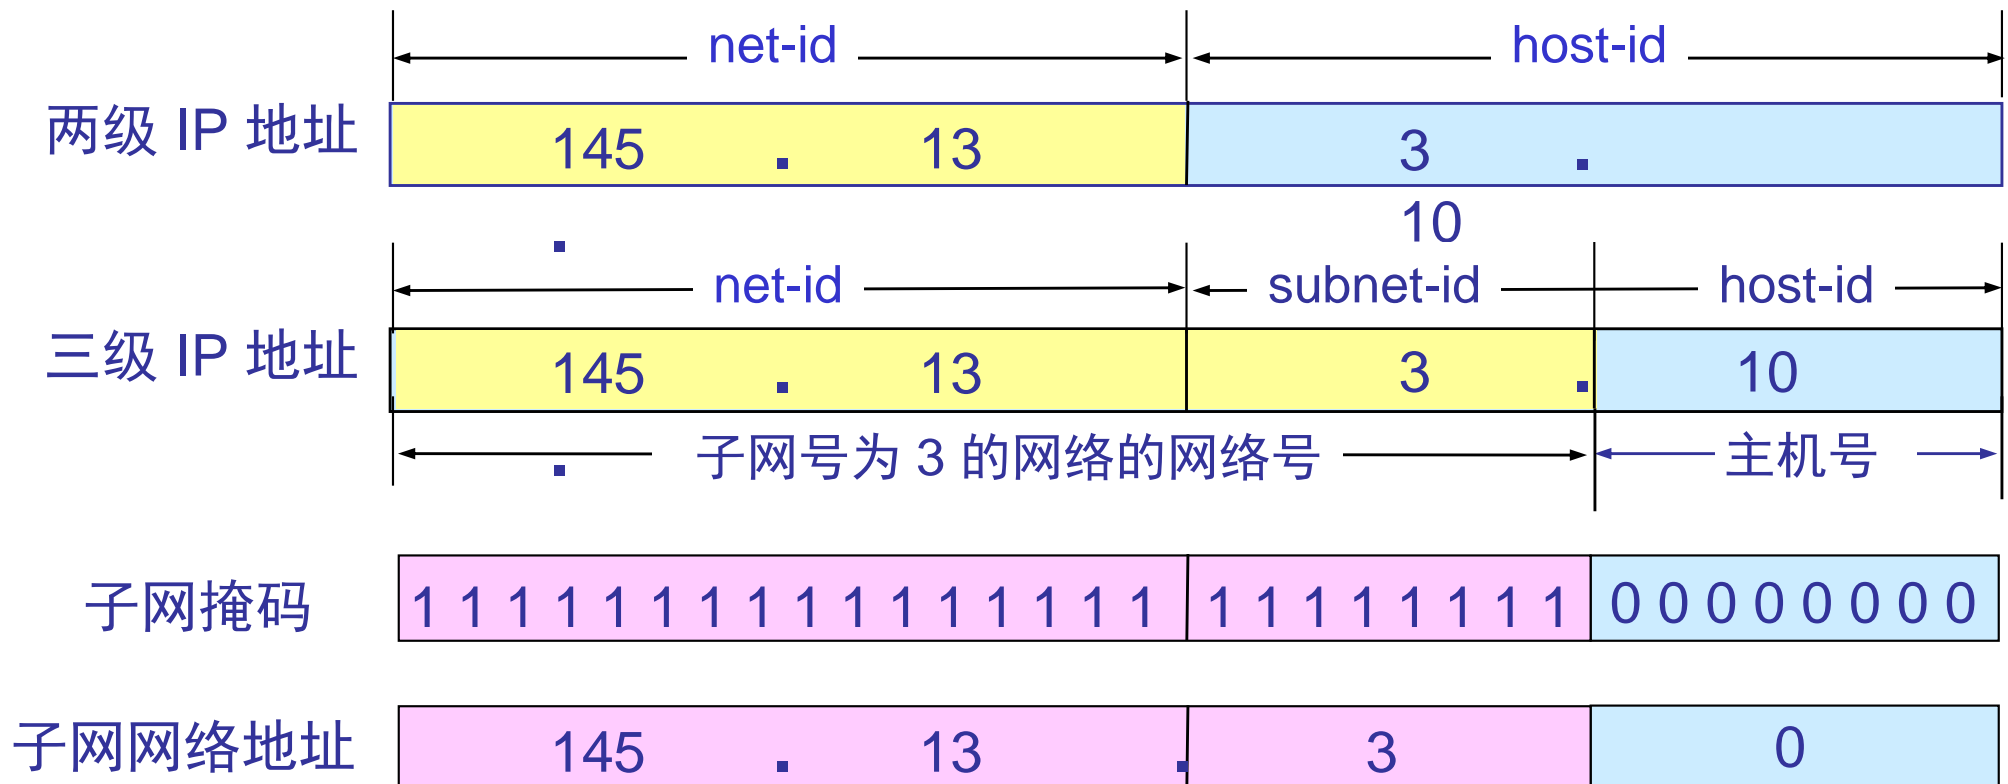 net-id host-id
两级 IP 地址 145 . 13 3 .
. 10
net-id subnet-id host-id
三级 IP 地址 145 . 13 3 . 10
. 子网号为 3 的网络的网络号 主机号
子网掩码 1 1 1 1 1 1 1 1 1 1 1 1 1 1 1 1 1 1 1 1 1 1 1 1 0 0 0 0 0 0 0 0
子网网络地址 145 . 13 . 3 0